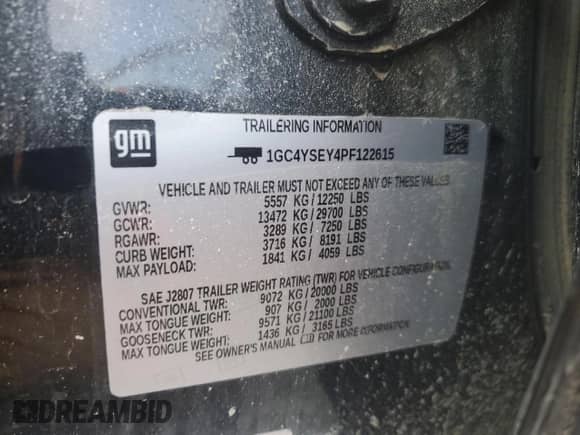 gm
TRAILERING INFORMATION
1GC4YSEY4PF122615
VEHICLE AND TRAILER MUST NOT EXCEED ANY OF THESE VALUES.
GVWR: 5557 KG/12250 LBS
GCWR: 13472 KG/29700 LBS
RGAWR: 3289 KG/ 7250 LBS
CURB WEIGHT: 3716 KG/ 8191 LBS
MAX PAYLOAD: 1841 KG/ 4059 LBS
SAE J2807 TRAILER WEIGHT RATING (TWR) FOR VEHICLE CONFIGURATION.
CONVENTIONAL TWR: 9072 KG/20000 LBS
MAX TONGUE WEIGHT: 907 KG/ 2000 LBS
GOOSENECK TWR: 9571 KG/21100 LBS
MAX TONGUE WEIGHT: 1436 KG/ 3165 LBS
SEE OWNER'S MANUAL FOR MORE INFORMATION
DREAMBID